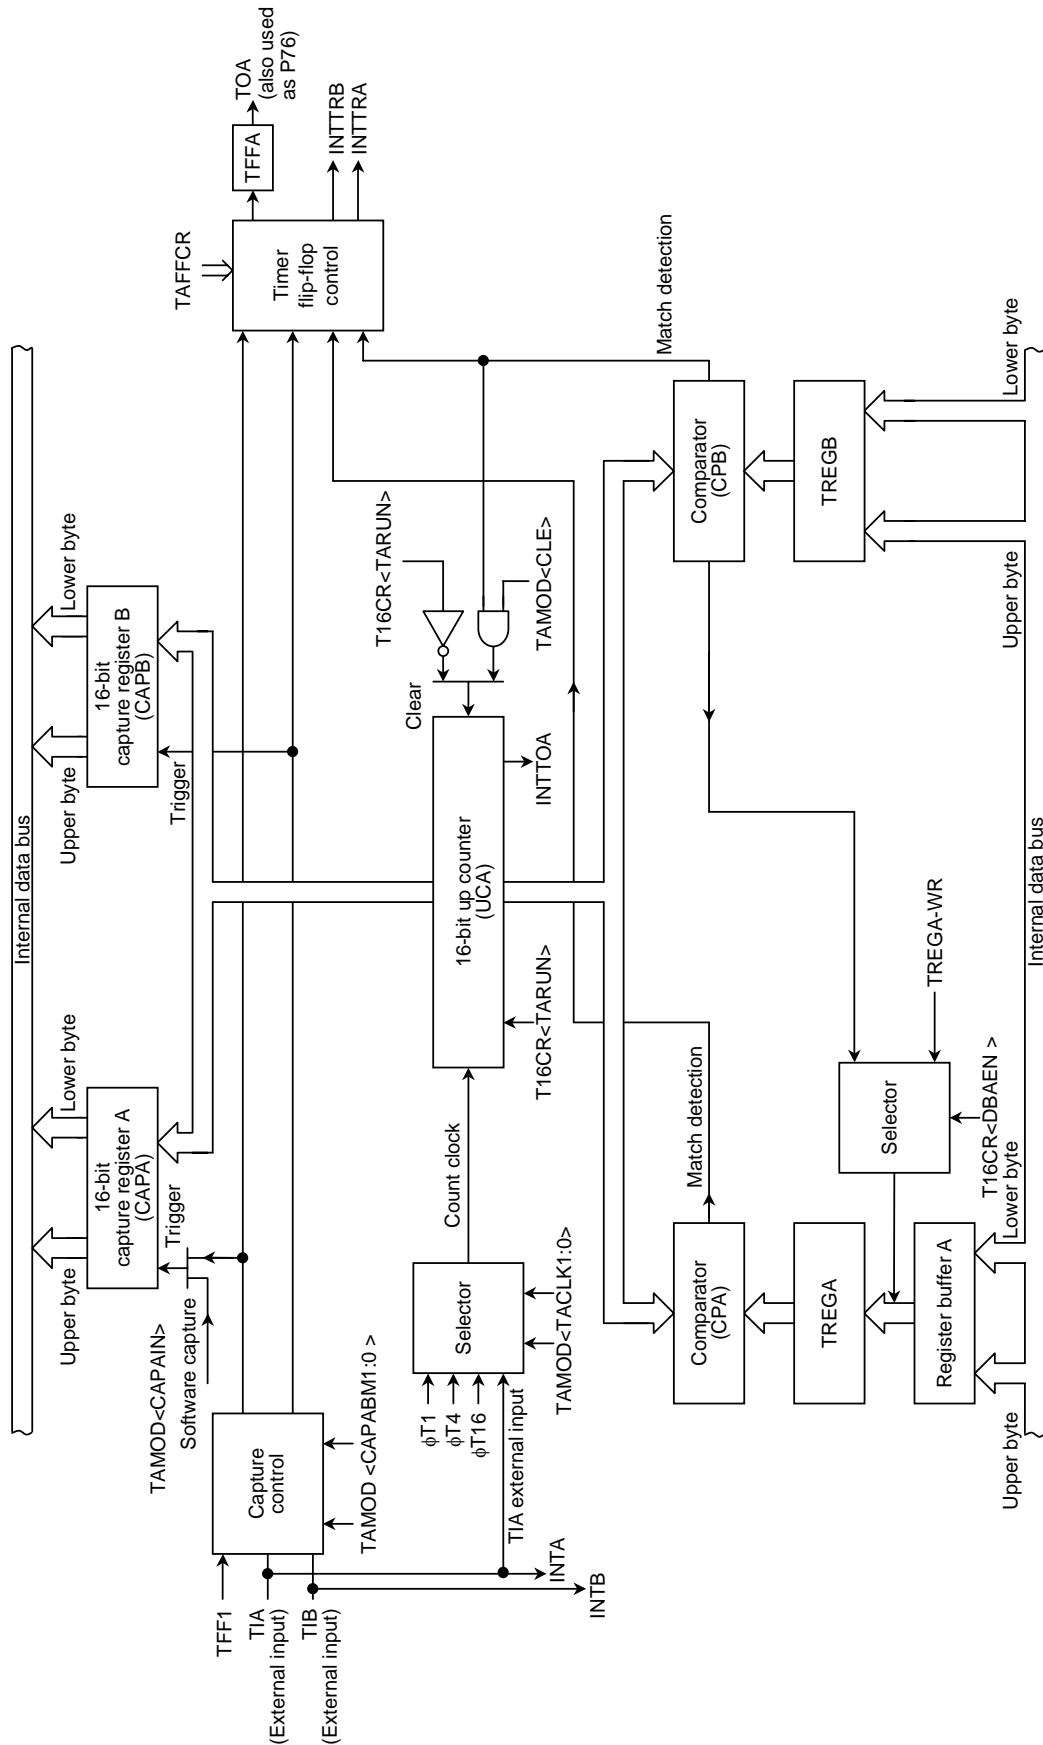 Internal data bus
Upper byte
Lower byte
Upper byte
Lower byte
16-bit
capture register A
(CAPA)
16-bit
capture register B
(CAPB)
TAMOD<CAPAIN>
Software capture
Trigger
Trigger
TAFFCR
TFF1
TIA
(External input)
TIB
(External input)
Capture
control
TAMOD <CAPABM1:0 >
Timer
flip-flop
control
TFFA
TOA
(also used
as P76)
INTTRB
INTTRA
φT1
φT4
φT16
TIA external input
Selector
TAMOD<TACLK1:0>
Count clock
16-bit up counter
(UCA)
Clear
T16CR<TARUN>
TAMOD<CLE>
T16CR<TARUN>
INTTOA
INTA
INTB
Match detection
Match detection
Comparator
(CPA)
Comparator
(CPB)
TREGA
TREGB
Selector
TREGA-WR
T16CR<DBAEN >
Register buffer A
Upper byte
Lower byte
Internal data bus
Upper byte
Lower byte